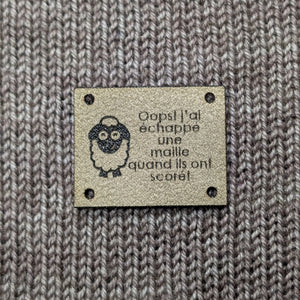 Oops! j'ai
échappé
une
maille
quand ils ont
scoré!